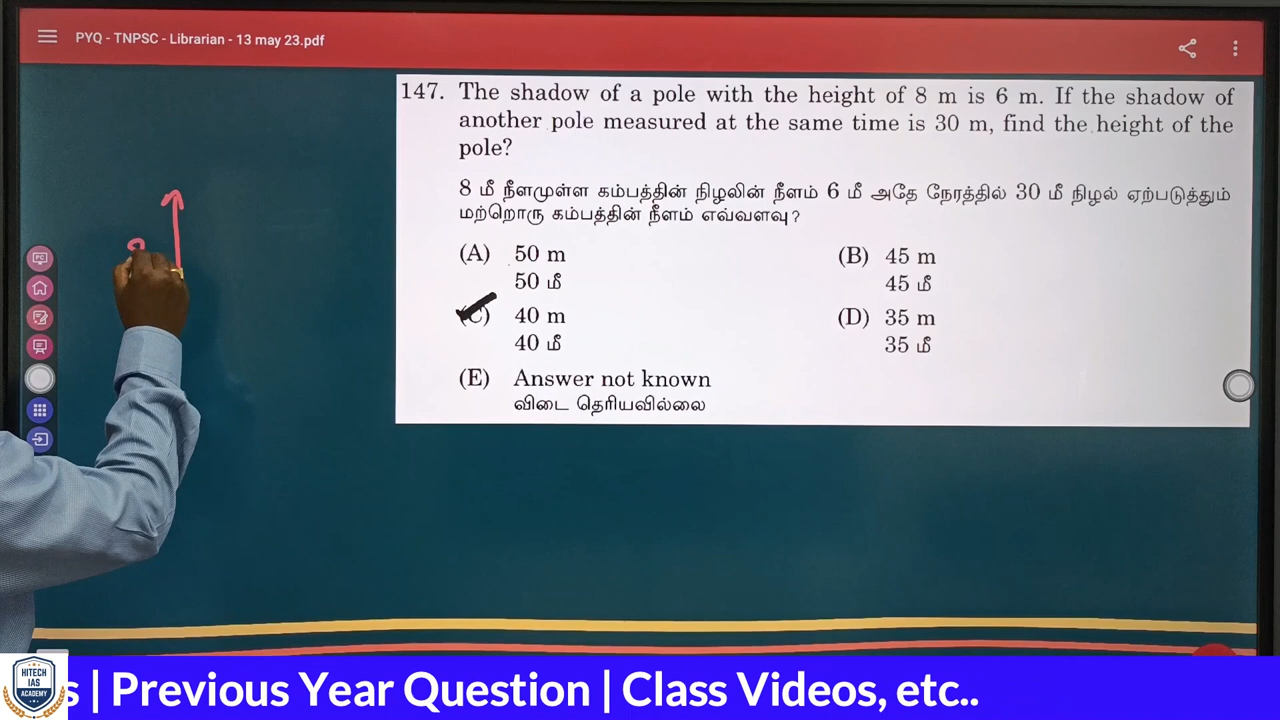 PYQ - TNPSC - Librarian - 13 may 23.pdf
147. The shadow of a pole with the height of 8 m is 6 m. If the shadow of
another pole measured at the same time is 30 m, find the height of the
pole?
8 மீ நீளமுள்ள கம்பத்தின் நிழலின் நீளம் 6 மீ அதே நேரத்தில் 30 மீ நிழல் ஏற்படுத்தும்
மற்றொரு கம்பத்தின் நீளம் எவ்வளவு?
(A) 50 m (B) 45 m
50 மீ 45 மீ
(C) 40 m (D) 35 m
40 மீ 35 மீ
(E) Answer not known
விடை தெரியவில்லை
HITECH
IAS
ACADEMY
s | Previous Year Question | Class Videos, etc..